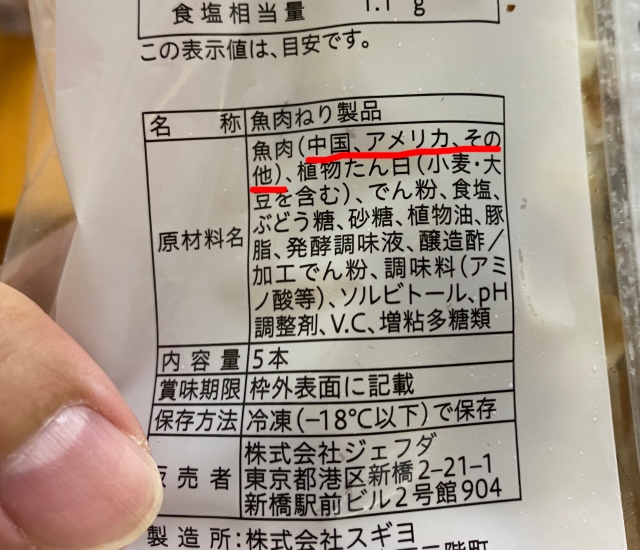 食塩相当量 1.1 g
この表示値は、目安です。
名称 魚肉ねり製品
原材料名 魚肉(中国、アメリカ、その
他)、植物たん白(小麦・大
豆を含む)、でん粉、食塩、
ぶどう糖、砂糖、植物油、豚
脂、発酵調味液、醸造酢/
加工でん粉、調味料(アミ
ノ酸等)、ソルビトール、pH
調整剤、V.C、増粘多糖類
内容量 5本
賞味期限 枠外表面に記載
保存方法 冷凍(−18℃以下)で保存
販売者 株式会社ジェフダ
東京都港区新橋2−21−1
新橋駅前ビル2号館904
製造所:株式会社スギヨ